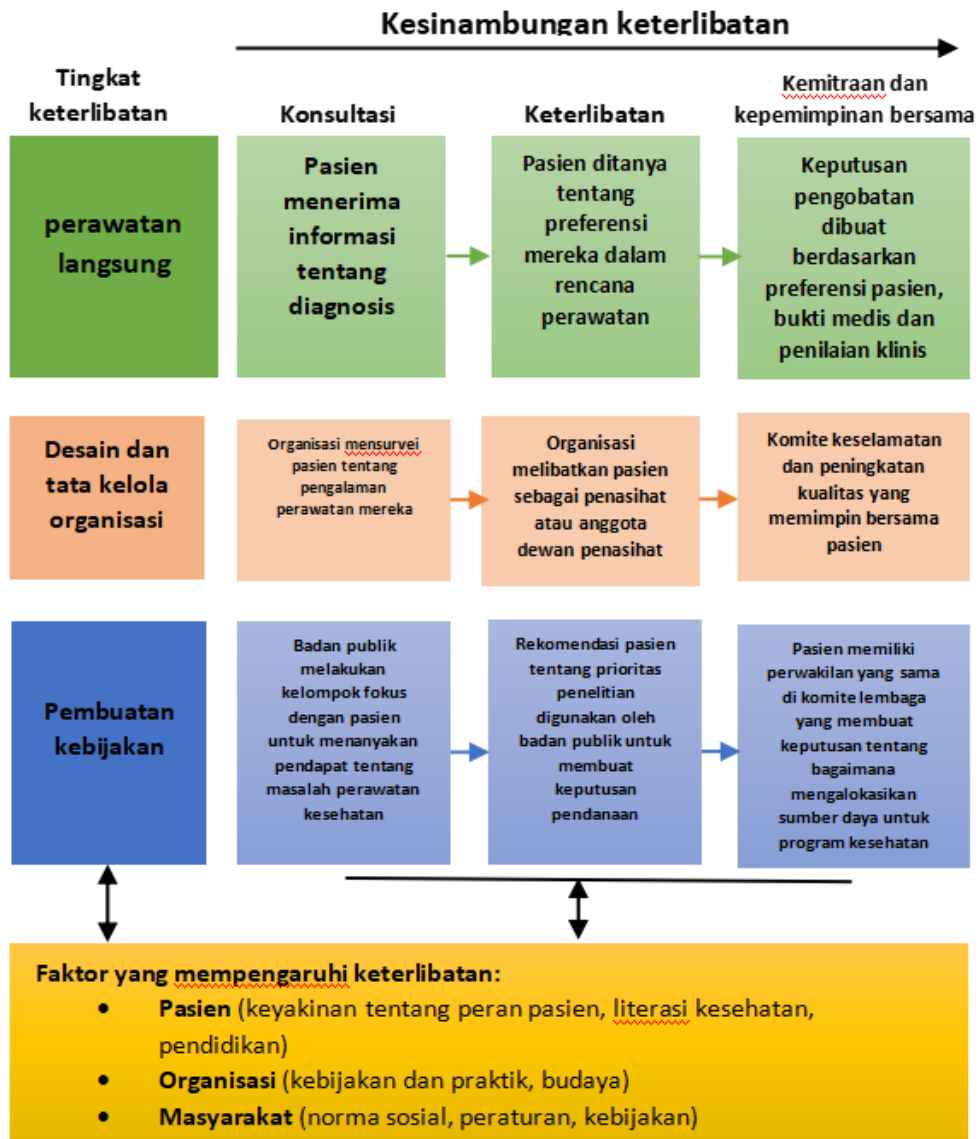 Kesinambungan keterlibatan
Tingkat
keterlibatan
Konsultasi
Keterlibatan
Kemitraan dan
kepemimpinan bersama
perawatan
langsung
Pasien
menerima
informasi
tentang
diagnosis
Pasien ditanya
tentang
preferensi
mereka dalam
rencana
perawatan
Keputusan
pengobatan
dibuat
berdasarkan
preferensi pasien,
bukti medis dan
penilaian klinis
Desain dan
tata kelola
organisasi
Organisasi mensurvei
pasien tentang
pengalaman
perawatan mereka
Organisasi
melibatkan pasien
sebagai penasihat
atau anggota
dewan penasihat
Komite keselamatan
dan peningkatan
kualitas yang
memimpin bersama
pasien
Pembuatan
kebijakan
Badan publik
melakukan
kelompok fokus
dengan pasien
untuk menanyakan
pendapat tentang
masalah perawatan
kesehatan
Rekomendasi pasien
tentang prioritas
penelitian
digunakan oleh
badan publik untuk
membuat
keputusan
pendanaan
Pasien memiliki
perwakilan yang sama
di komite lembaga
yang membuat
keputusan tentang
bagaimana
mengalokasikan
sumber daya untuk
program kesehatan
Faktor yang mempengaruhi keterlibatan:
• Pasien (keyakinan tentang peran pasien, literasi kesehatan,
pendidikan)
• Organisasi (kebijakan dan praktik, budaya)
• Masyarakat (norma sosial, peraturan, kebijakan)